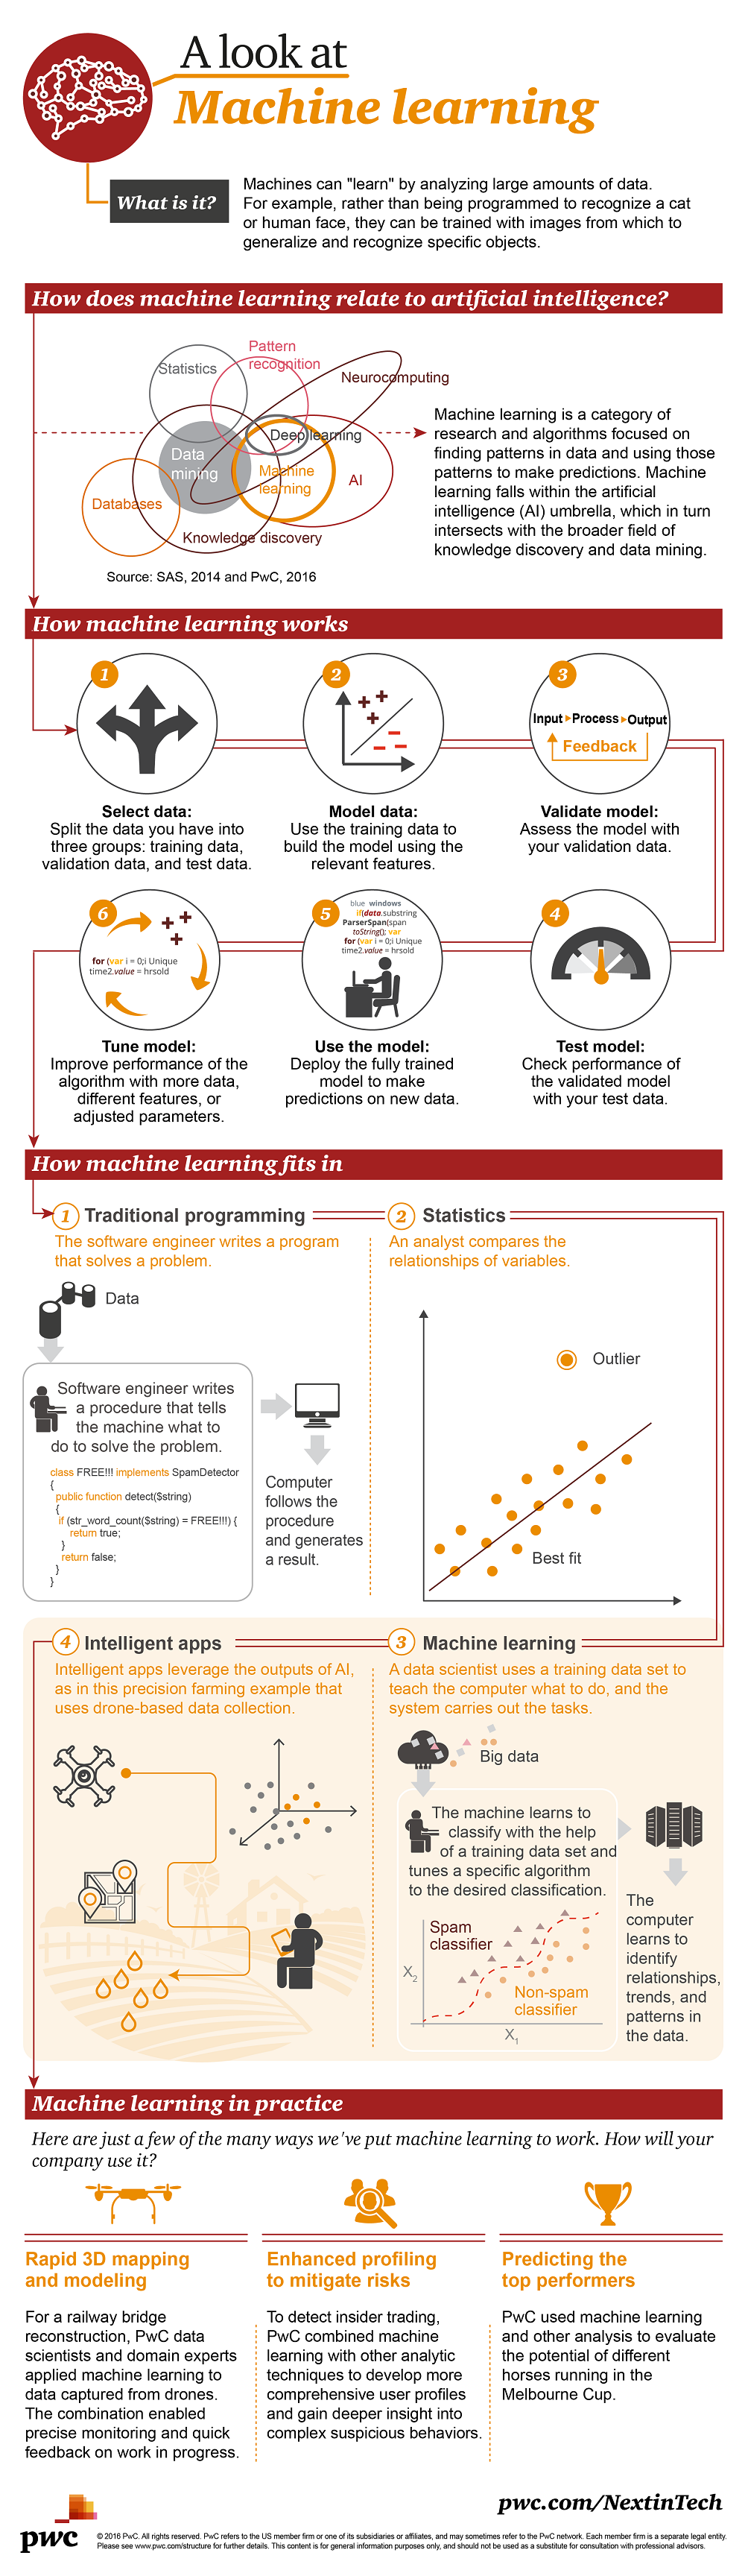 A look at
Machine learning
What is it?
Machines can "learn" by analyzing large amounts of data.
For example, rather than being programmed to recognize a cat
or human face, they can be trained with images from which to
generalize and recognize specific objects.
How does machine learning relate to artificial intelligence?
Pattern
recognition
Statistics
Neurocomputing
Deep learning
Data
mining
Machine
learning
AI
Databases
Knowledge discovery
Source: SAS, 2014 and PwC, 2016
Machine learning is a category of
research and algorithms focused on
finding patterns in data and using those
patterns to make predictions. Machine
learning falls within the artificial
intelligence (AI) umbrella, which in turn
intersects with the broader field of
knowledge discovery and data mining.
How machine learning works
1
Select data:
Split the data you have into
three groups: training data,
validation data, and test data.
2
Model data:
Use the training data to
build the model using the
relevant features.
3
Input Process Output
Feedback
Validate model:
Assess the model with
your validation data.
6
for (var i = 0;i Unique
time2.value = hrsold
Tune model:
Improve performance of the
algorithm with more data,
different features, or
adjusted parameters.
5
blue windows
if(data.substring
ParserSpan(span
toString(); var
for (var i = 0;i Unique
time2.value = hrsold
Use the model:
Deploy the fully trained
model to make
predictions on new data.
4
Test model:
Check performance of
the validated model
with your test data.
How machine learning fits in
1 Traditional programming
The software engineer writes a program
that solves a problem.
Data
Software engineer writes
a procedure that tells
the machine what to
do to solve the problem.
class FREE!!! implements SpamDetector
{
public function detect($string)
{
if (str_word_count($string) = FREE!!!) {
return true;
}
return false;
}
}
Computer
follows the
procedure
and generates
a result.
2 Statistics
An analyst compares the
relationships of variables.
Outlier
Best fit
4 Intelligent apps
Intelligent apps leverage the outputs of AI,
as in this precision farming example that
uses drone-based data collection.
3 Machine learning
A data scientist uses a training data set to
teach the computer what to do, and the
system carries out the tasks.
Big data
The machine learns to
classify with the help
of a training data set and
tunes a specific algorithm
to the desired classification.
Spam
classifier
X2
Non-spam
classifier
X1
The
computer
learns to
identify
relationships,
trends, and
patterns in
the data.
Machine learning in practice
Here are just a few of the many ways we've put machine learning to work. How will your
company use it?
Rapid 3D mapping
and modeling
For a railway bridge
reconstruction, PwC data
scientists and domain experts
applied machine learning to
data captured from drones.
The combination enabled
precise monitoring and quick
feedback on work in progress.
Enhanced profiling
to mitigate risks
To detect insider trading,
PwC combined machine
learning with other analytic
techniques to develop more
comprehensive user profiles
and gain deeper insight into
complex suspicious behaviors.
Predicting the
top performers
PwC used machine learning
and other analysis to evaluate
the potential of different
horses running in the
Melbourne Cup.
pwc.com/NextinTech
pwc
© 2016 PwC. All rights reserved. PwC refers to the US member firm or one of its subsidiaries or affiliates, and may sometimes refer to the PwC network. Each member firm is a separate legal entity.
Please see www.pwc.com/structure for further details. This content is for general information purposes only, and should not be used as a substitute for consultation with professional advisors.